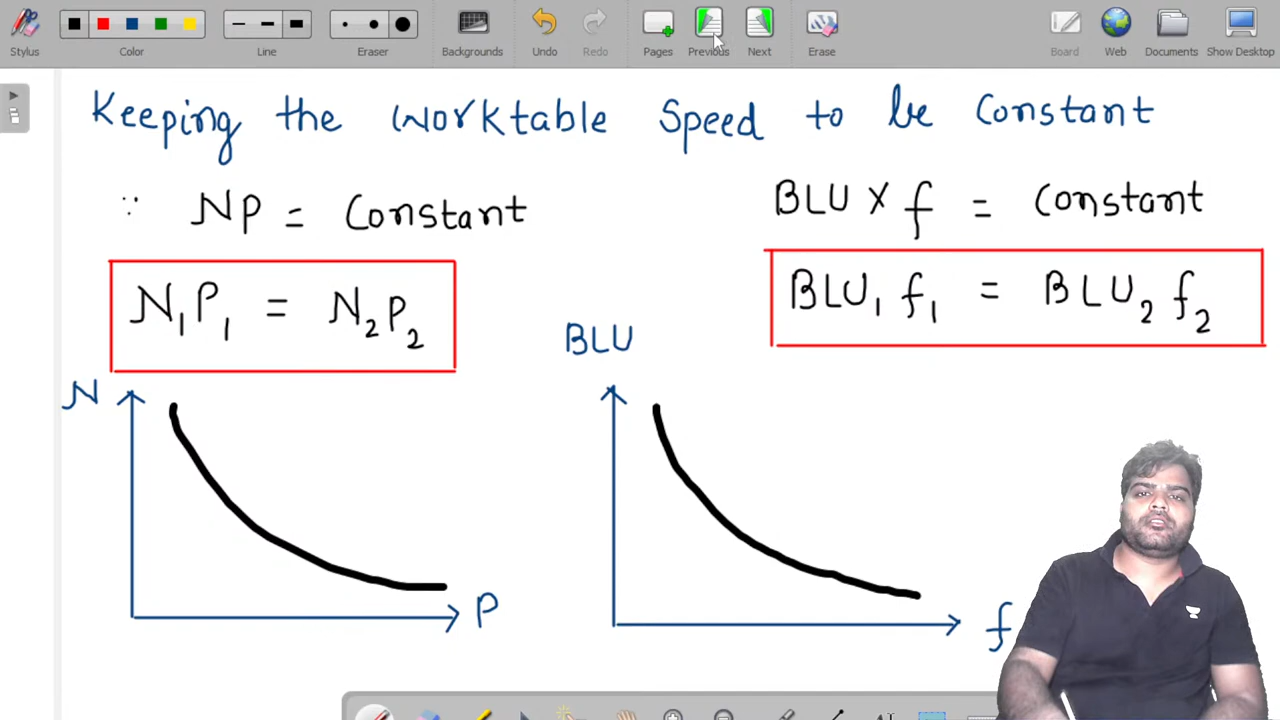 Stylus
Color
Line
Eraser
Backgrounds
Undo
Redo
Pages
Previous
Next
Erase
Board
Web
Documents
Show Desktop
Keeping the worktable Speed to be Constant
∵ NP = Constant
N₁P₁ = N₂P₂
BLU × f = Constant
BLU₁ f₁ = BLU₂ f₂
N
P
BLU
f